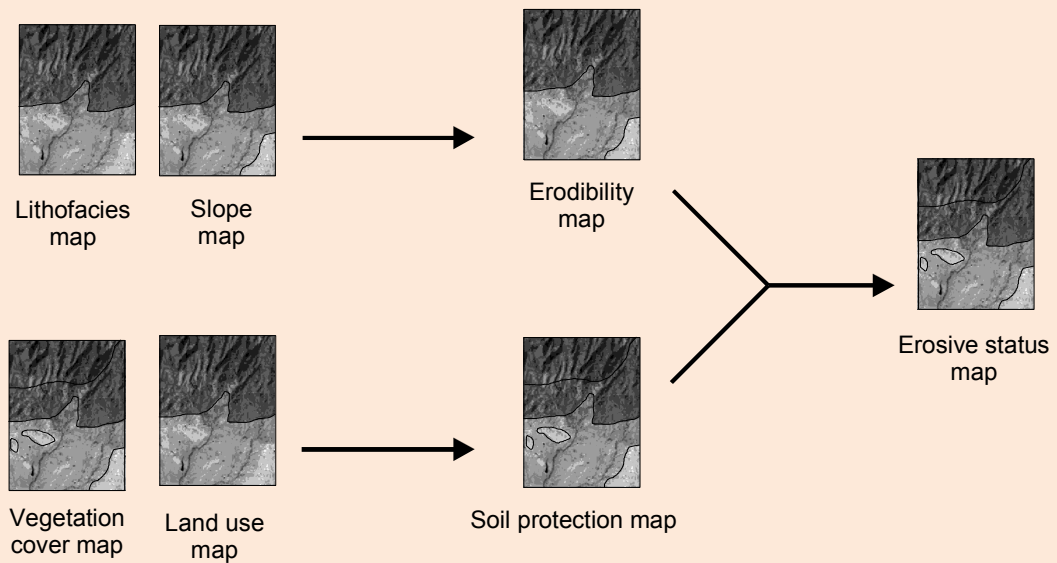 Lithofacies
map
Slope
map
Erodibility
map
Erosive status
map
Vegetation
cover map
Land use
map
Soil protection map